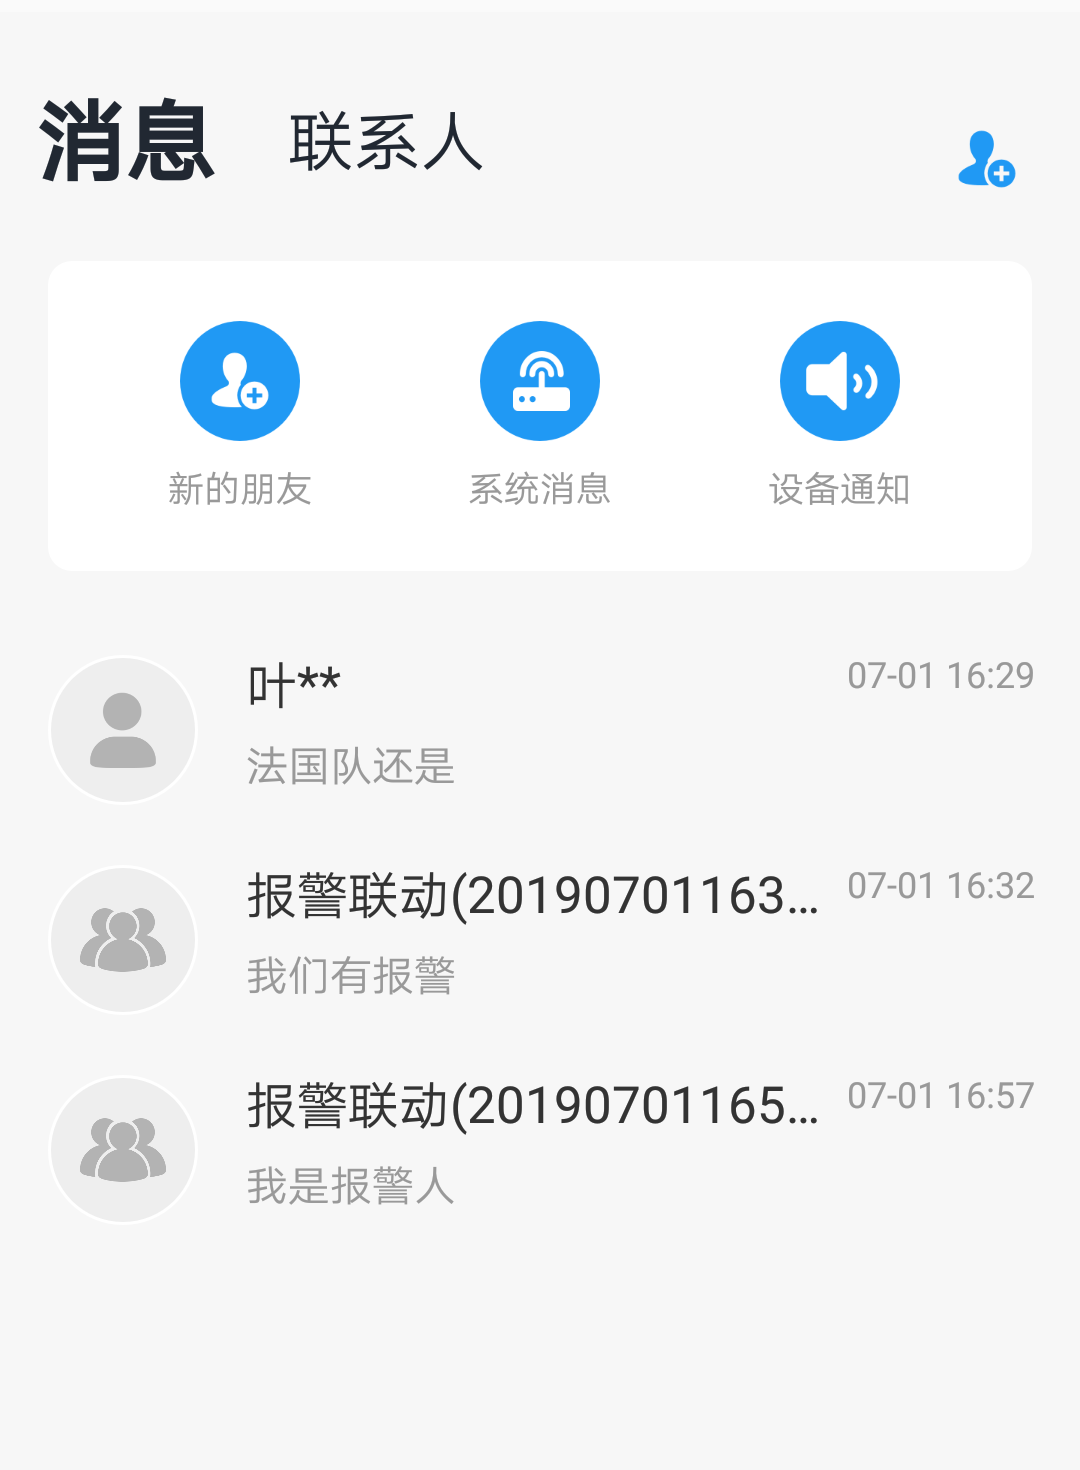 消息 联系人
新的朋友 系统消息 设备通知
叶** 07-01 16:29
法国队还是
报警联动(20190701163... 07-01 16:32
我们有报警
报警联动(20190701165... 07-01 16:57
我是报警人